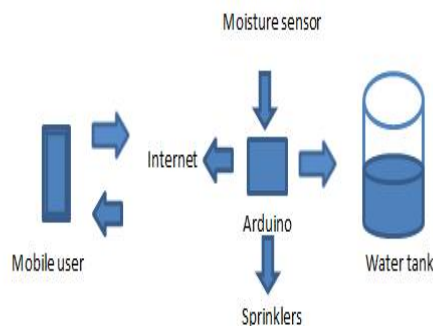 Moisture sensor
Internet
Arduino
Mobile user
Water tank
Sprinklers